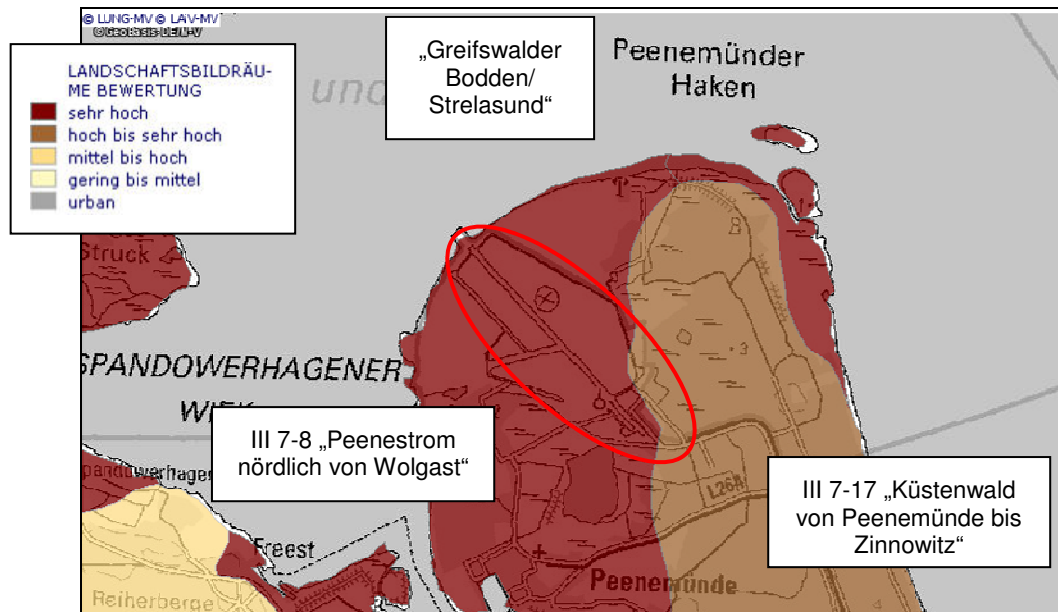 © LUNG-MV © LAIV-MV
© GeoBasis-DE/M-V
LANDSCHAFTSBILDRÄU-
ME BEWERTUNG
sehr hoch
hoch bis sehr hoch
mittel bis hoch
gering bis mittel
urban
und
„Greifswalder
Bodden/
Strelasund“
Peenemünder
Haken
Struck
SPANDOWERHAGENER
WIEK
III 7-8 „Peenestrom
nördlich von Wolgast“
L264
III 7-17 „Küstenwald
von Peenemünde bis
Zinnowitz“
Freest
Peenemünde
Reiherberge